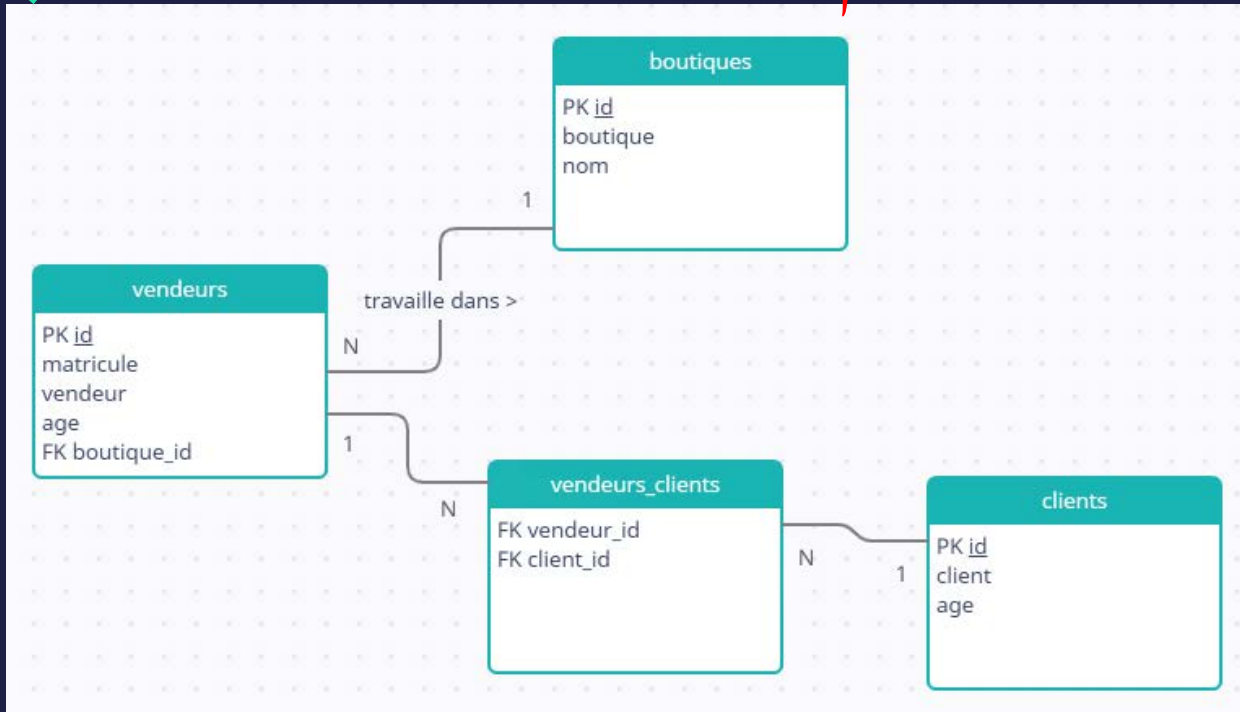 boutiques
PK id
boutique
nom
1
travaille dans >
vendeurs
PK id
matricule
vendeur
age
FK boutique_id
N
1
N
vendeurs_clients
FK vendeur_id
FK client_id
N
1
clients
PK id
client
age